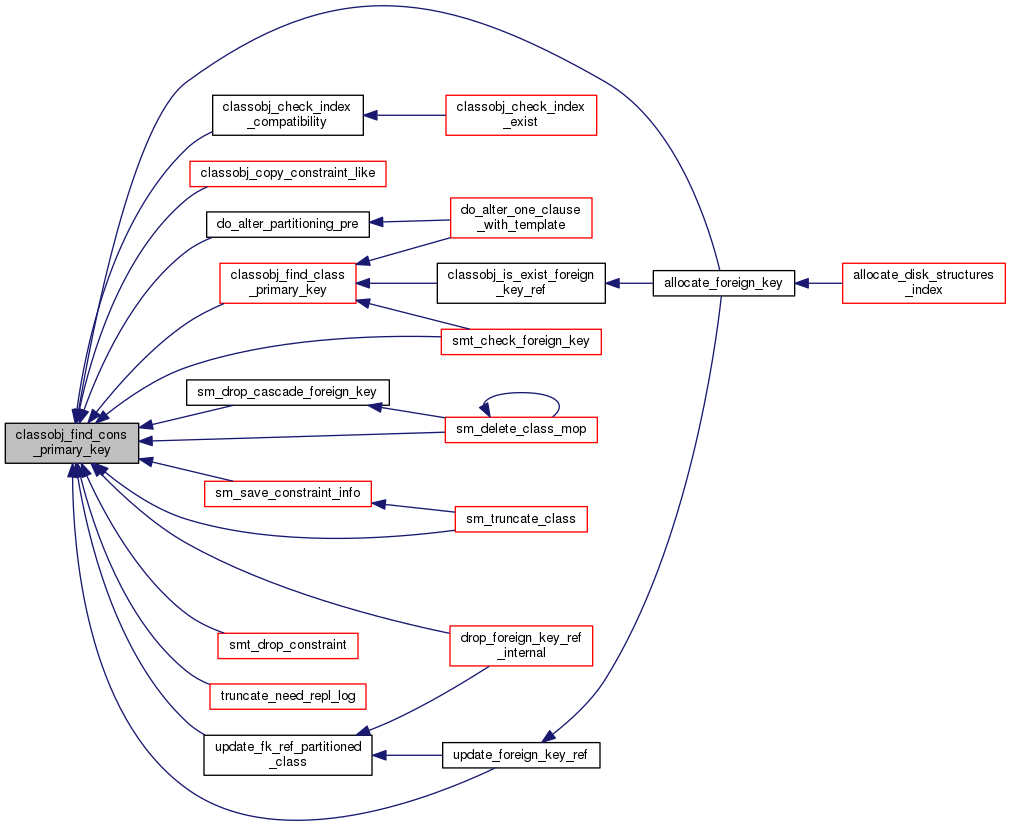 classobj_check_index
_compatibility
classobj_check_index
_exist
classobj_copy_constraint_like
do_alter_partitioning_pre
do_alter_one_clause
_with_template
classobj_find_class
_primary_key
classobj_is_exist_foreign
_key_ref
allocate_foreign_key
allocate_disk_structures
_index
smt_check_foreign_key
sm_drop_cascade_foreign_key
sm_delete_class_mop
classobj_find_cons
_primary_key
sm_save_constraint_info
sm_truncate_class
smt_drop_constraint
drop_foreign_key_ref
_internal
truncate_need_repl_log
update_fk_ref_partitioned
_class
update_foreign_key_ref